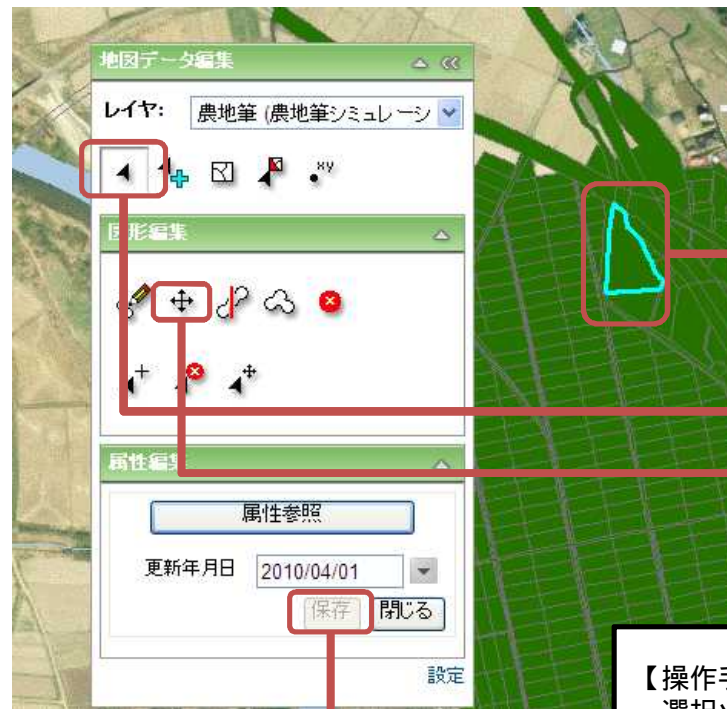 地図データ編集
レイヤ: 農地筆 (農地筆シミュレーシ
xy
図形編集
属性編集
属性参照
更新年月日 2010/04/01
保存 閉じる
設定
【操作手